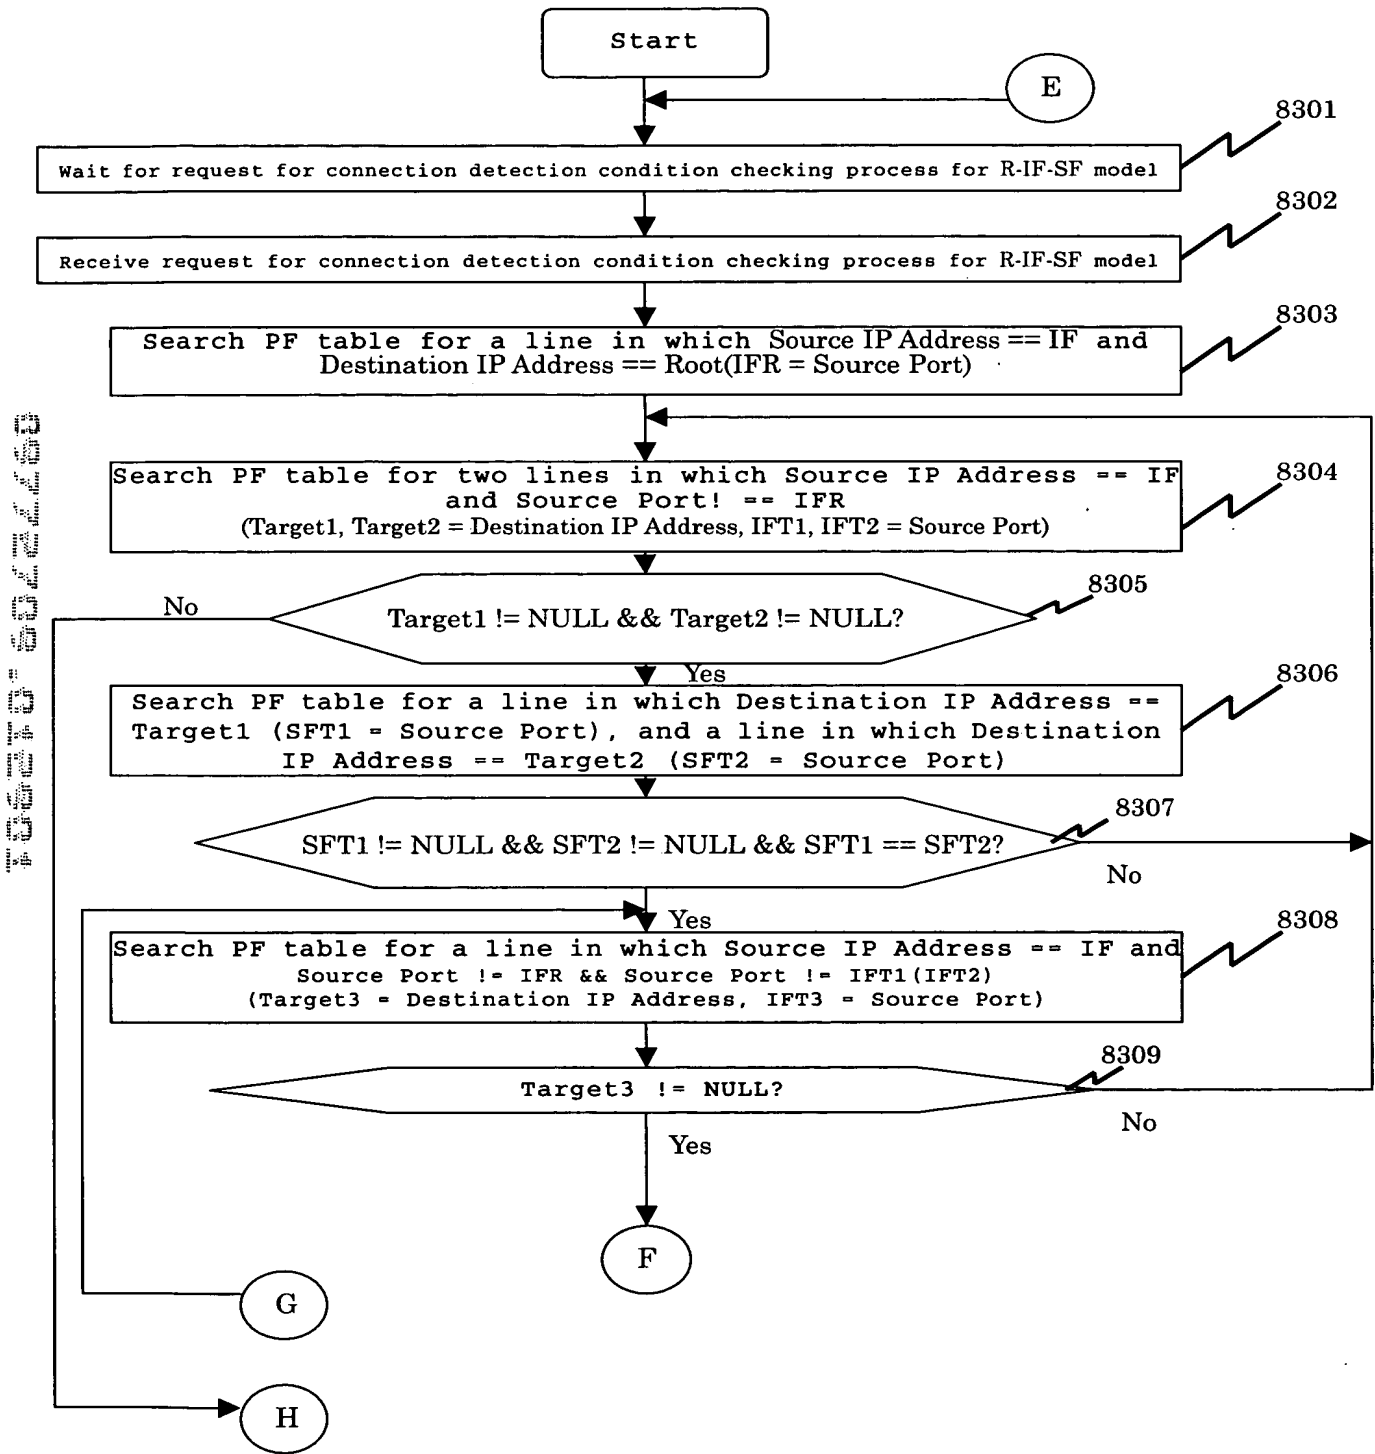 Start
E
8301
Wait for request for connection detection condition checking process for R-IF-SF model
8302
Receive request for connection detection condition checking process for R-IF-SF model
8303
Search PF table for a line in which Source IP Address == IF and
Destination IP Address == Root(IFR = Source Port)
8304
Search PF table for two lines in which Source IP Address == IF
and Source Port! == IFR
(Target1, Target2 = Destination IP Address, IFT1, IFT2 = Source Port)
8305
No
Target1 != NULL && Target2 != NULL?
Yes
8306
Search PF table for a line in which Destination IP Address ==
Target1 (SFT1 = Source Port), and a line in which Destination
IP Address == Target2 (SFT2 = Source Port)
8307
SFT1 != NULL && SFT2 != NULL && SFT1 == SFT2?
No
Yes
8308
Search PF table for a line in which Source IP Address == IF and
Source Port != IFR && Source Port != IFT1(IFT2)
(Target3 = Destination IP Address, IFT3 = Source Port)
8309
Target3 != NULL?
No
Yes
F
G
H